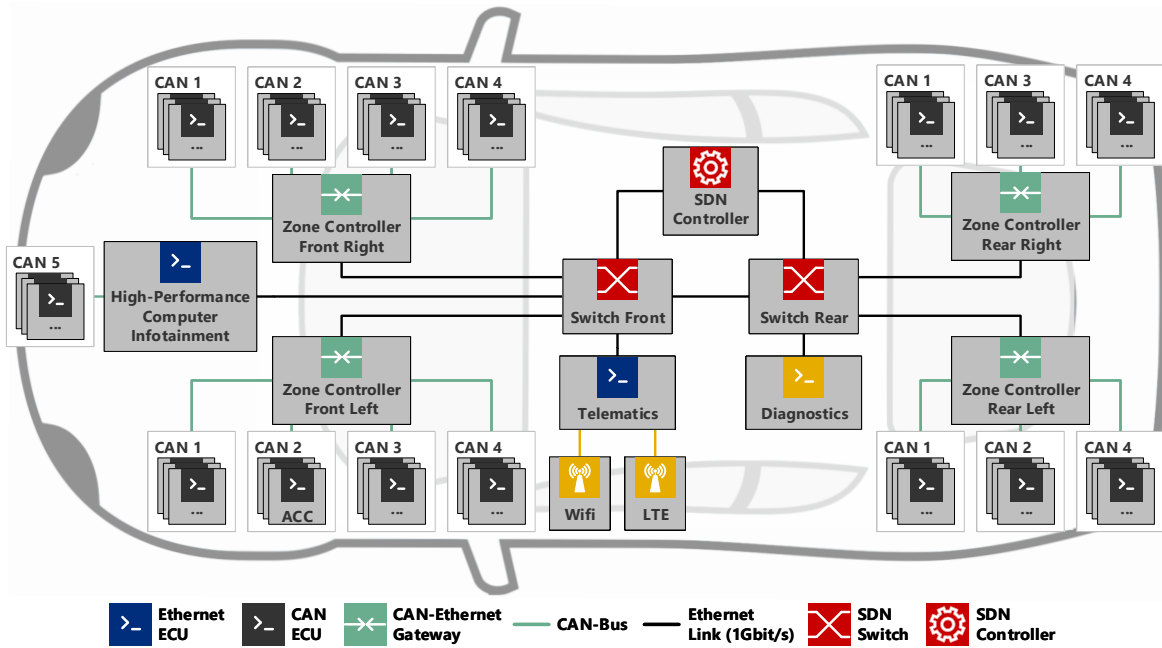 CAN 1
...
CAN 2
...
CAN 3
...
CAN 4
...
CAN 1
...
CAN 3
...
CAN 4
...
SDN
Controller
Zone Controller
Front Right
Zone Controller
Rear Right
CAN 5
...
High-Performance
Computer
Infotainment
Switch Front
Switch Rear
Zone Controller
Front Left
Telematics
Diagnostics
Zone Controller
Rear Left
CAN 1
...
CAN 2
ACC
CAN 3
...
CAN 4
...
Wifi
LTE
CAN 1
...
CAN 2
...
CAN 4
...
Ethernet
ECU
CAN
ECU
CAN-Ethernet
Gateway
CAN-Bus
Ethernet
Link (1Gbit/s)
SDN
Switch
SDN
Controller